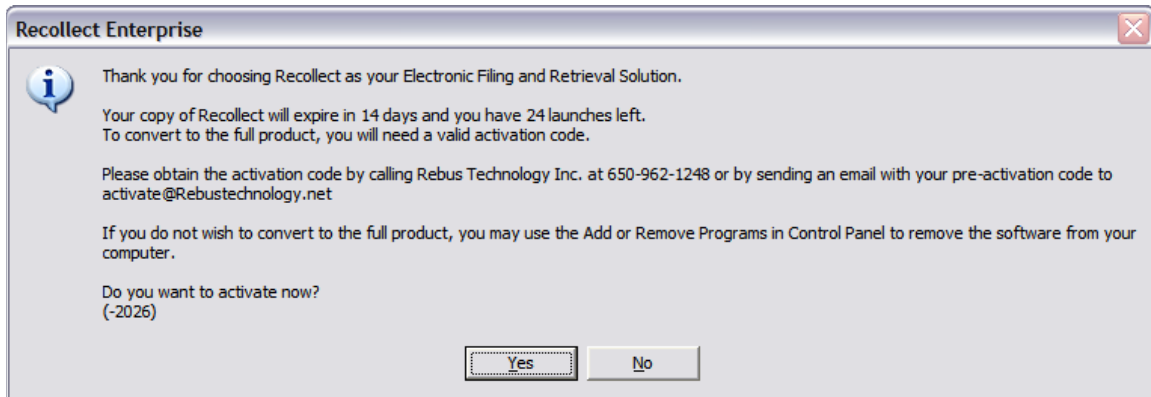 Recollect Enterprise
Thank you for choosing Recollect as your Electronic Filing and Retrieval Solution.
Your copy of Recollect will expire in 14 days and you have 24 launches left.
To convert to the full product, you will need a valid activation code.
Please obtain the activation code by calling Rebus Technology Inc. at 650-962-1248 or by sending an email with your pre-activation code to
activate@Rebustechnology.net
If you do not wish to convert to the full product, you may use the Add or Remove Programs in Control Panel to remove the software from your
computer.
Do you want to activate now?
(-2026)
Yes No